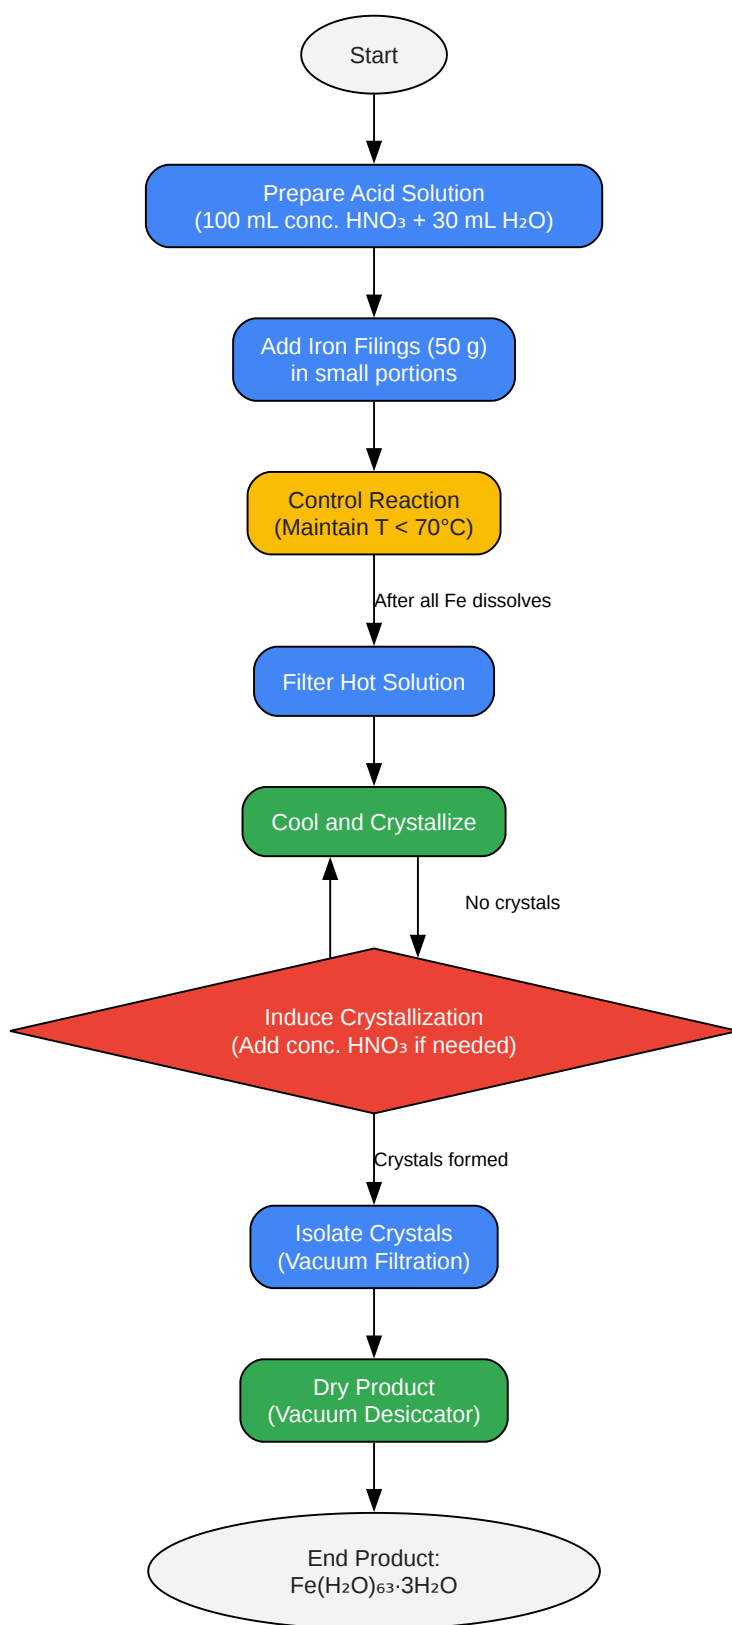 Start
Prepare Acid Solution
(100 mL conc. HNO₃ + 30 mL H₂O)
Add Iron Filings (50 g)
in small portions
Control Reaction
(Maintain T < 70°C)
After all Fe dissolves
Filter Hot Solution
Cool and Crystallize
No crystals
Induce Crystallization
(Add conc. HNO₃ if needed)
Crystals formed
Isolate Crystals
(Vacuum Filtration)
Dry Product
(Vacuum Desiccator)
End Product:
Fe(H₂O)₆₃·3H₂O